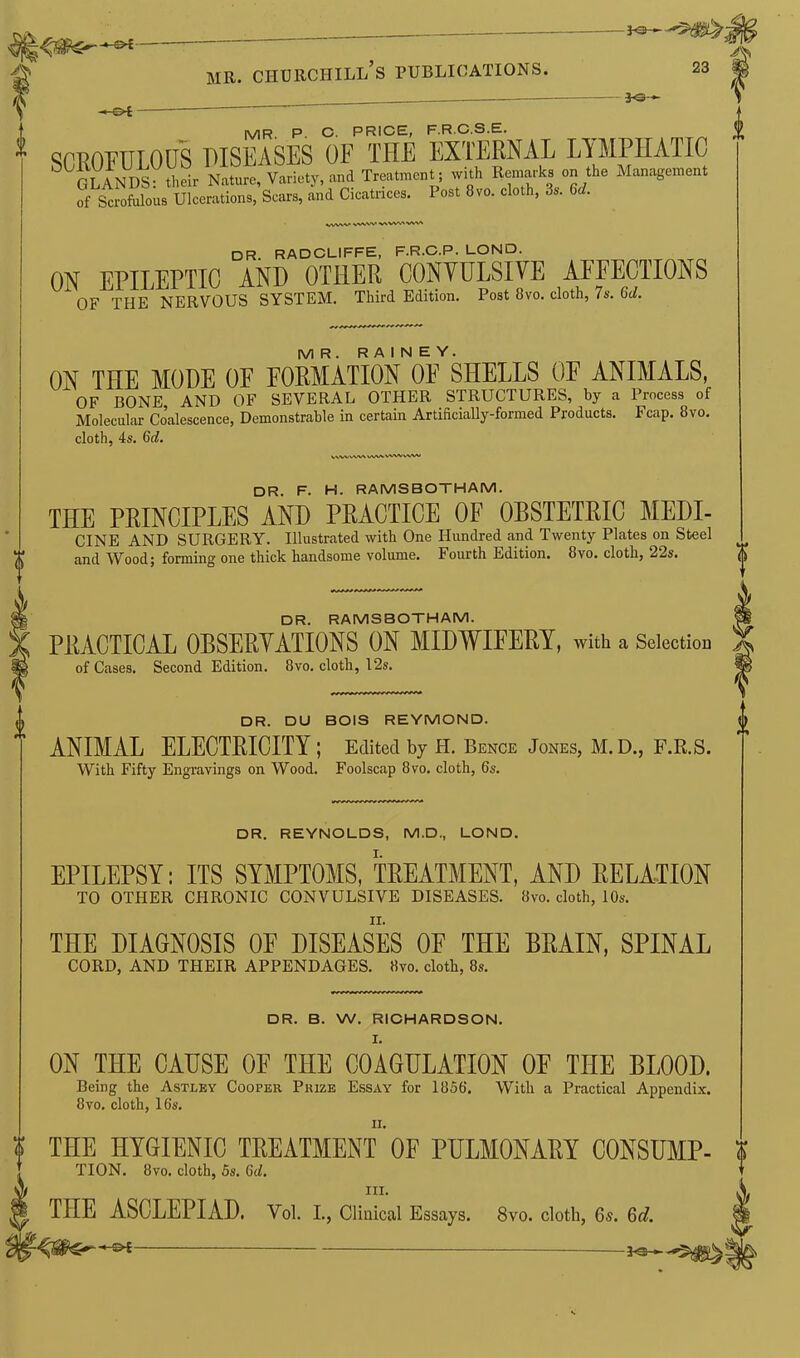 MR. CHURCHILL'S PUBLICATIONS. 23
MR. P. C. PRICE, F.R.C.S.E.
SCROFULOUS DISEASES OF THE EXTERNAL LYMPHATIC
GLANDS: their Nature, Variety, and Treatment; with Remarks on the Management
of Scrofulous Ulcerations, Scars, and Cicatrices. Post 8vo. cloth, 3s. 6d.
DR. RADCLIFFE, F.R.C.P. LOND.
ON EPILEPTIC AND OTHER CONVULSIVE AFFECTIONS
OF THE NERVOUS SYSTEM. Third Edition. Post 8vo. cloth, 7s. 6d.
MR. RAINEY.
ON THE MODE OF FORMATION OF SHELLS OF ANIMALS,
OF BONE, AND OF SEVERAL OTHER STRUCTURES, by a Process of
Molecular Coalescence, Demonstrable in certain Artificially-formed Products. Fcap. 8vo.
cloth, 4s. 6d.
DR. F. H. RAMSBOTHAM.
THE PRINCIPLES AND PRACTICE OF OBSTETRIC MEDI-
CINE AND SURGERY. Illustrated with One Hundred and Twenty Plates on Steel
and Wood; forming one thick handsome volume. Fourth Edition. 8vo. cloth, 22s.
DR. RAMSBOTHAM.
PRACTICAL OBSERVATIONS ON MIDWIFERY, with a Selection
of Cases. Second Edition. 8vo. cloth, 12s.
DR. DU BOIS REYMOND.
ANIMAL ELECTRICITY; Edited by H. Bence Jones, M.D., F.R.S.
With Fifty Engravings on Wood. Foolscap 8vo. cloth, 6s.
DR. REYNOLDS, M.D., LOND.
I.
EPILEPSY: ITS SYMPTOMS, TREATMENT, AND RELATION
TO OTHER CHRONIC CONVULSIVE DISEASES. 8vo. cloth, 10s.
II.
THE DIAGNOSIS OF DISEASES OF THE BRAIN, SPINAL
CORD, AND THEIR APPENDAGES. 8vo. cloth, 8s.
DR. B. W. RICHARDSON.
I.
ON THE CAUSE OF THE COAGULATION OF THE BLOOD.
Being the Astley Cooper Prize Essay for 1856. With a Practical Appendix.
8vo. cloth, 16s.
II.
THE HYGIENIC TREATMENT OF PULMONARY CONSUMP-
TION. 8vo. cloth, 5s. 6d.
III.
THE ASCLEPIAD. Vol. I., Clinical Essays. 8vo. cloth, 6s. 6d.